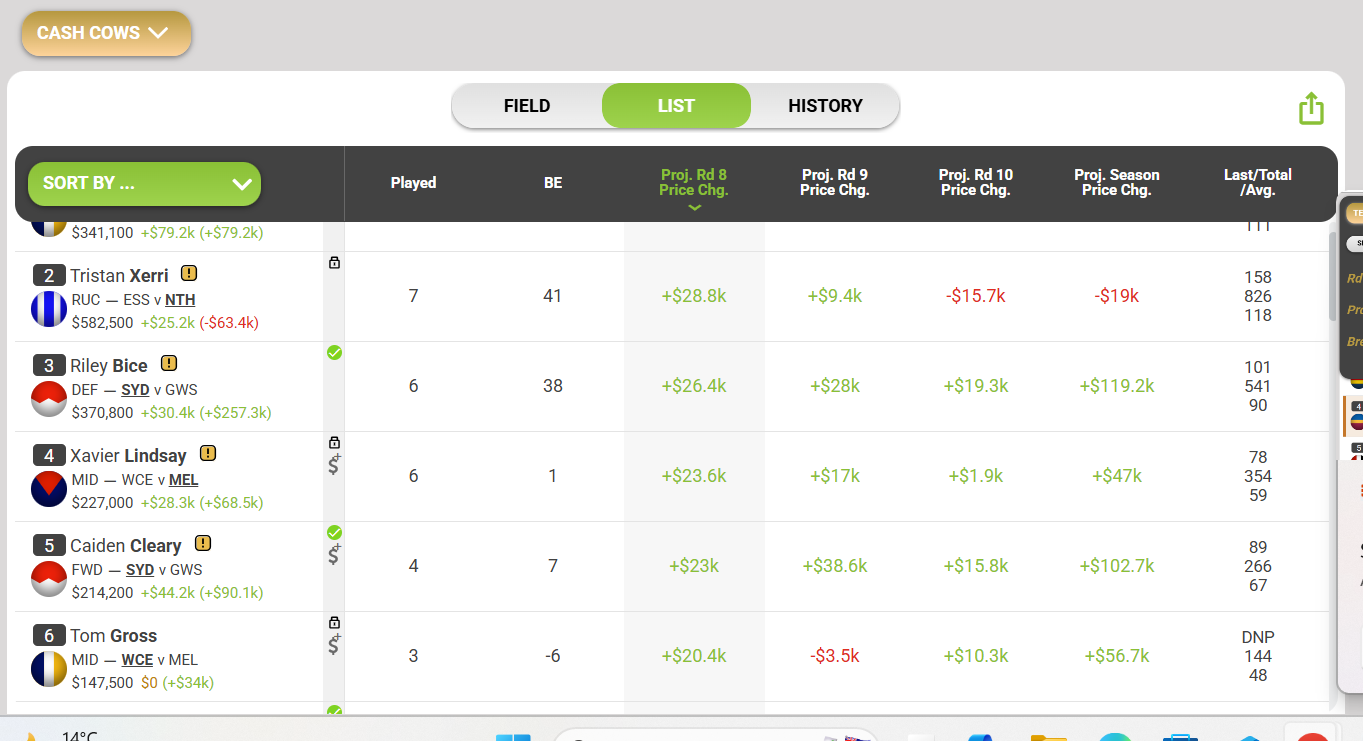 CASH COWS
FIELD
LIST
HISTORY
SORT BY ...
Played
BE
Proj. Rd 8
Price Chg.
Proj. Rd 9
Price Chg.
Proj. Rd 10
Price Chg.
Proj. Season
Price Chg.
Last/Total
/Avg.
$341,100 +$79.2k (+$79.2k)
111
2 Tristan Xerri
RUC — ESS v NTH
$582,500 +$25.2k (-$63.4k)
7
41
+$28.8k
+$9.4k
-$15.7k
-$19k
158
826
118
3 Riley Bice
DEF — SYD v GWS
$370,800 +$30.4k (+$257.3k)
6
38
+$26.4k
+$28k
+$19.3k
+$119.2k
101
541
90
4 Xavier Lindsay
MID — WCE v MEL
$227,000 +$28.3k (+$68.5k)
6
1
+$23.6k
+$17k
+$1.9k
+$47k
78
354
59
5 Caiden Cleary
FWD — SYD v GWS
$214,200 +$44.2k (+$90.1k)
4
7
+$23k
+$38.6k
+$15.8k
+$102.7k
89
266
67
6 Tom Gross
MID — WCE v MEL
$147,500 $0 (+$34k)
3
-6
+$20.4k
-$3.5k
+$10.3k
+$56.7k
DNP
144
48
TE
Rd
Pro
Bre
4
5
14°C